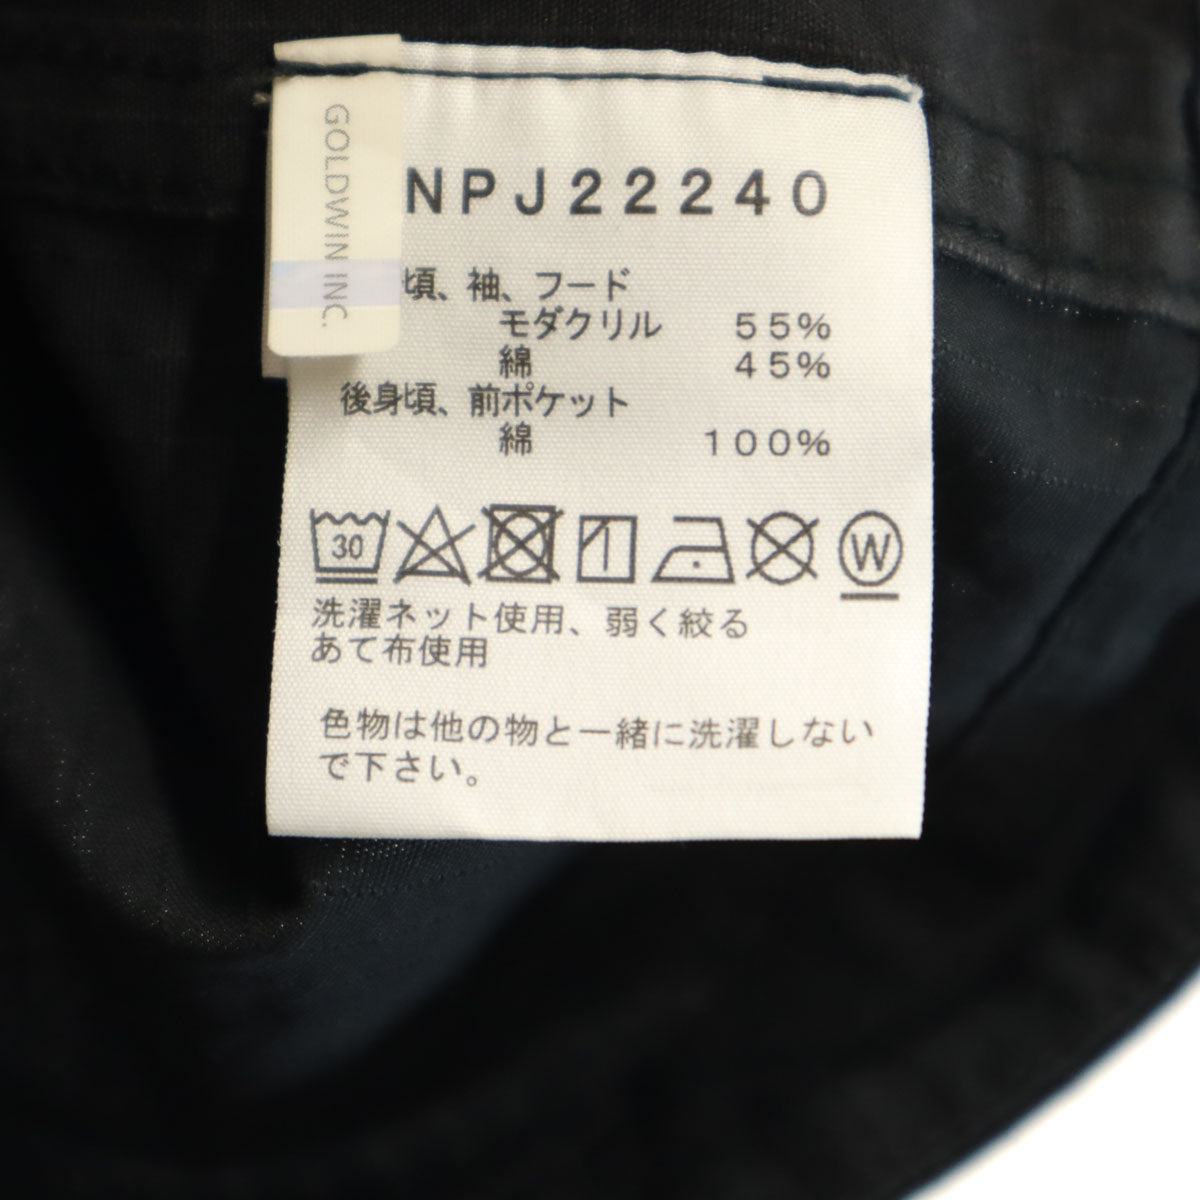 GOLDWIN INC.
NPJ22240
頃、袖、フード
モダクリル 55%
綿 45%
後身頃、前ポケット
綿 100%
30
W
洗濯ネット使用、弱く絞る
あて布使用
色物は他の物と一緒に洗濯しない
で下さい。